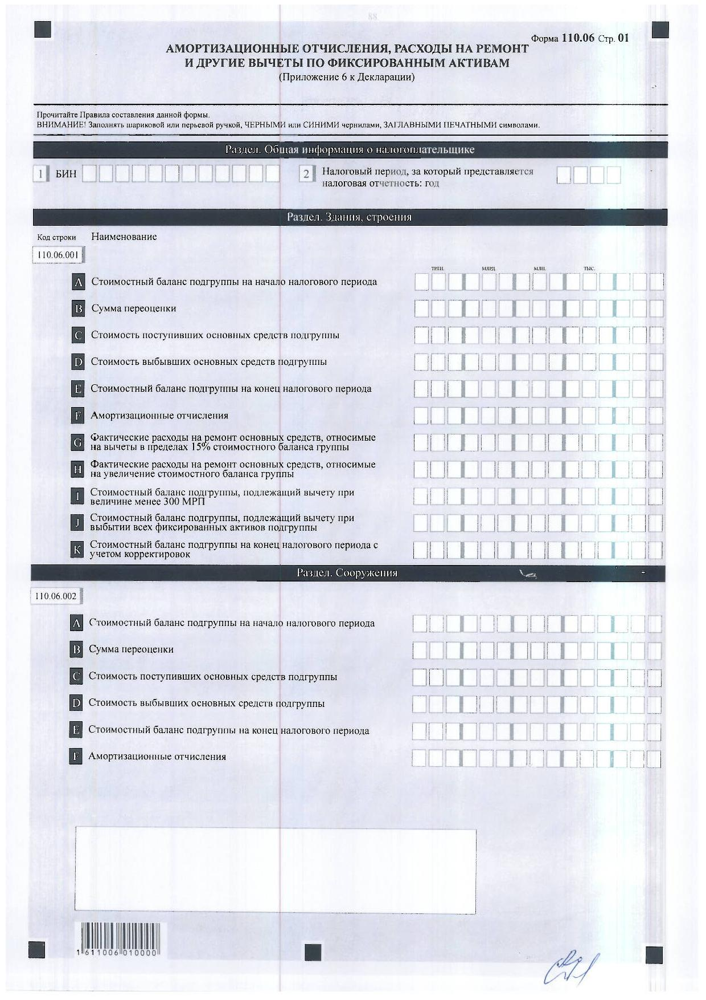 88
Форма 110.06 Стр. 01
АМОРТИЗАЦИОННЫЕ ОТЧИСЛЕНИЯ, РАСХОДЫ НА РЕМОНТ
И ДРУГИЕ ВЫЧЕТЫ ПО ФИКСИРОВАННЫМ АКТИВАМ
(Приложение 6 к Декларации)
Прочитайте Правила составления данной формы.
ВНИМАНИЕ! Заполнять шариковой или перьевой ручкой, ЧЕРНЫМИ или СИНИМИ чернилами, ЗАГЛАВНЫМИ ПЕЧАТНЫМИ символами.
Раздел. Общая информация о налогоплательщике
1 БИН
2 Налоговый период, за который представляется
налоговая отчетность: год
Раздел. Здания, строения
Код строки Наименование
110.06.001
ТРЛН. МЛРД. МЛН. ТЫС.
A Стоимостный баланс подгруппы на начало налогового периода
B Сумма переоценки
C Стоимость поступивших основных средств подгруппы
D Стоимость выбывших основных средств подгруппы
E Стоимостный баланс подгруппы на конец налогового периода
F Амортизационные отчисления
G Фактические расходы на ремонт основных средств, относимые
на вычеты в пределах 15% стоимостного баланса группы
H Фактические расходы на ремонт основных средств, относимые
на увеличение стоимостного баланса группы
I Стоимостный баланс подгруппы, подлежащий вычету при
величине менее 300 МРП
J Стоимостный баланс подгруппы, подлежащий вычету при
выбытии всех фиксированных активов подгруппы
K Стоимостный баланс подгруппы на конец налогового периода с
учетом корректировок
Раздел. Сооружения
110.06.002
A Стоимостный баланс подгруппы на начало налогового периода
B Сумма переоценки
C Стоимость поступивших основных средств подгруппы
D Стоимость выбывших основных средств подгруппы
E Стоимостный баланс подгруппы на конец налогового периода
F Амортизационные отчисления
1 611006 010000